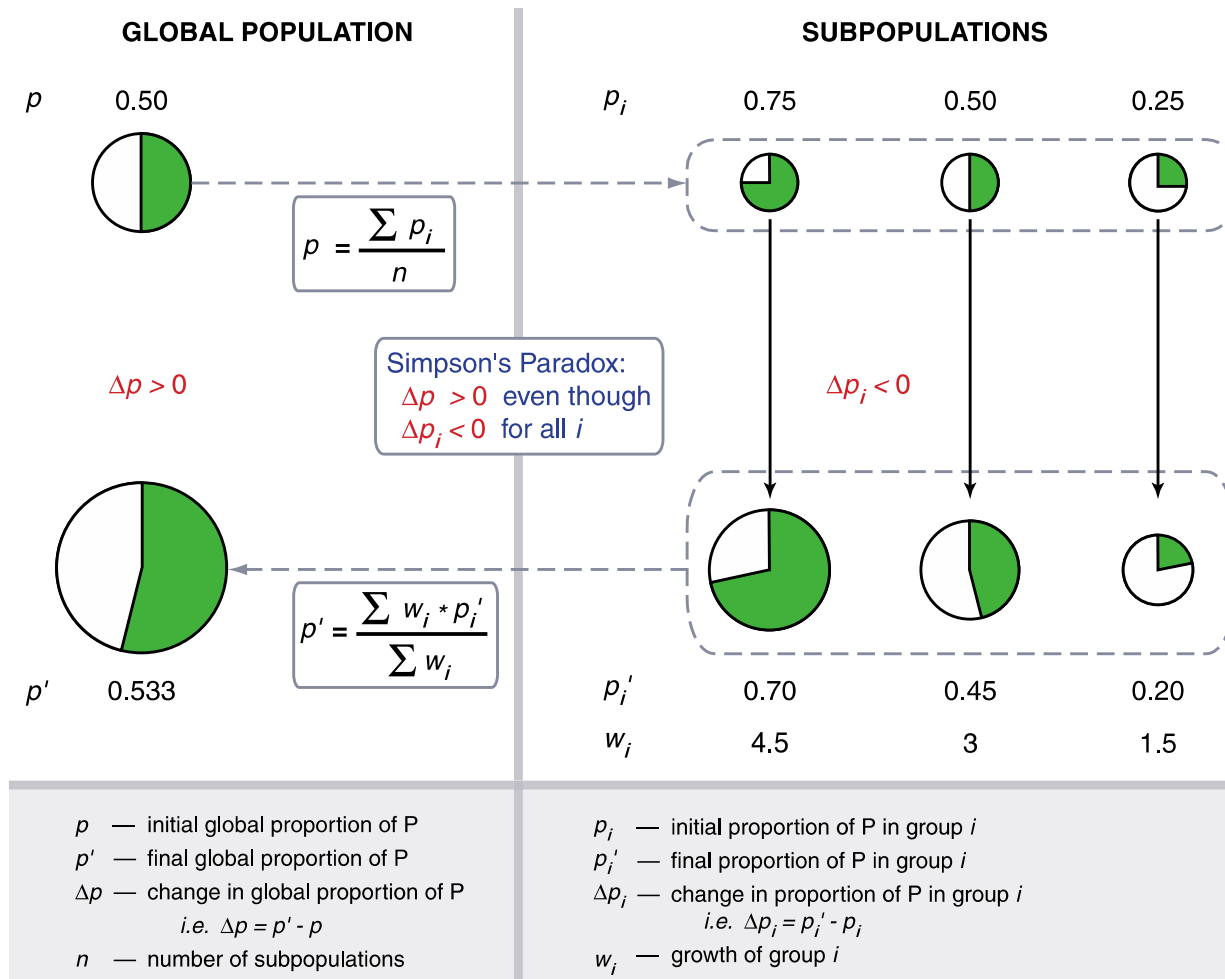 GLOBAL POPULATION
SUBPOPULATIONS
p 0.50
p_i 0.75 0.50 0.25
p = ∑ p_i / n
Δp > 0
Simpson's Paradox:
Δp > 0 even though
Δp_i < 0 for all i
Δp_i < 0
p' = ∑ w_i * p_i' / ∑ w_i
p' 0.533
p_i' 0.70 0.45 0.20
w_i 4.5 3 1.5
p — initial global proportion of P
p' — final global proportion of P
Δp — change in global proportion of P
i.e. Δp = p' - p
n — number of subpopulations
p_i — initial proportion of P in group i
p_i' — final proportion of P in group i
Δp_i — change in proportion of P in group i
i.e. Δp_i = p_i' - p_i
w_i — growth of group i